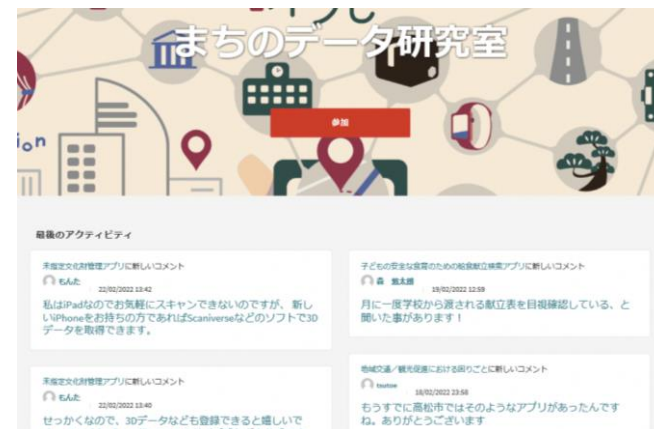 まちのデータ研究室
参加
on
最後のアクティビティ
未指定文化財管理アプリに新しいコメント
もんた
22/02/2022 13:42
私はiPadなのでお気軽にスキャンできないのですが、 新し
いiPhoneをお持ちの方であればScaniverseなどのソフトで3D
データを取得できます。
未指定文化財管理アプリに新しいコメント
もんた
22/02/2022 13:40
せっかくなので、3Dデータなども登録できると嬉しいで
子どもの安全な食育のための給食献立検索アプリに新しいコメント
森
19/02/2022 12:59
月に一度学校から渡される献立表を目視確認している、と
聞いた事があります！
地域交通／観光促進における困りごとに新しいコメント
tsutsw
18/02/2022 23:58
もうすでに高松市ではそのようなアプリがあったんです
ね。ありがとうございます